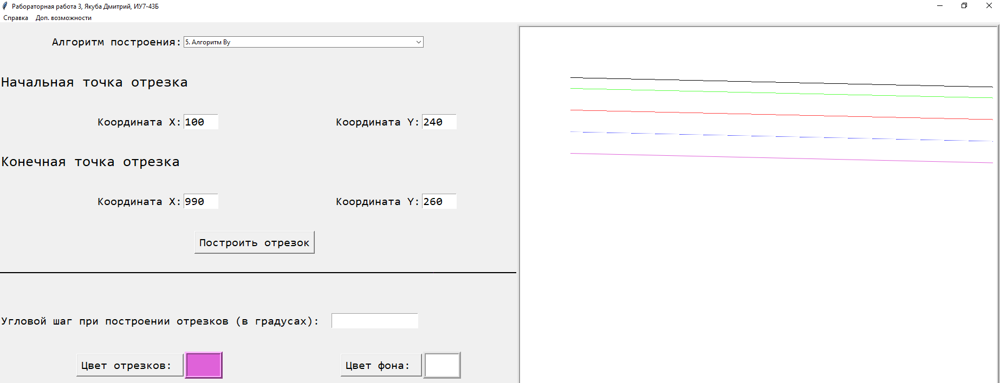 Рабораторная работа 3, Якуба Дмитрий, ИУ7-43Б
Справка Доп. возможности
Алгоритм построения: 5. Алгоритм Ву
Начальная точка отрезка
Координата X: 100 Координата Y: 240
Конечная точка отрезка
Координата X: 990 Координата Y: 260
Построить отрезок
Угловой шаг при построении отрезков (в градусах):
Цвет отрезков: Цвет фона: